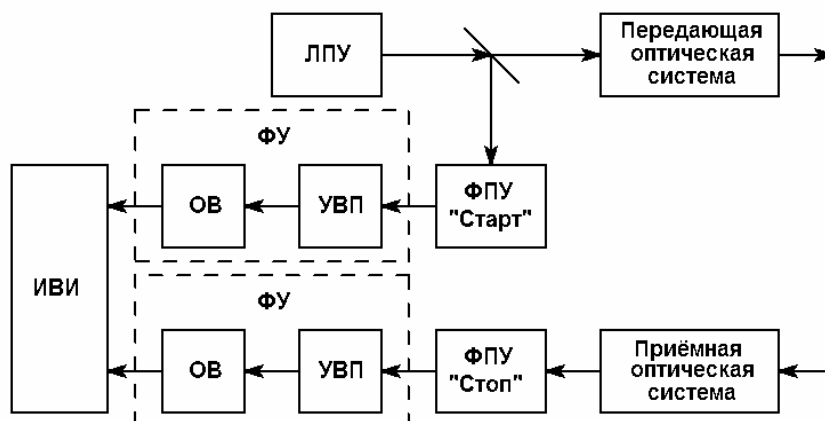 ЛПУ
Передающая
оптическая
система
ФУ
ОВ
УВП
ФПУ
"Старт"
ИВИ
ФУ
ОВ
УВП
ФПУ
"Стоп"
Приёмная
оптическая
система